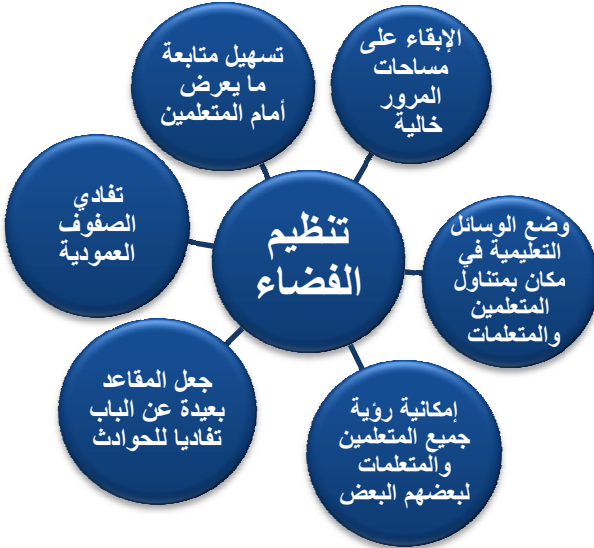 تنظيم
الفضاء
الإبقاء على
مساحات
المرور
خالية
وضع الوسائل
التعليمية في
مكان بمتناول
المتعلمين
والمتعلمات
إمكانية رؤية
جميع المتعلمين
والمتعلمات
لبعضهم البعض
جعل المقاعد
بعيدة عن الباب
تفاديا للحوادث
تفادي
الصفوف
العمودية
تسهيل متابعة
ما يعرض
أمام المتعلمين